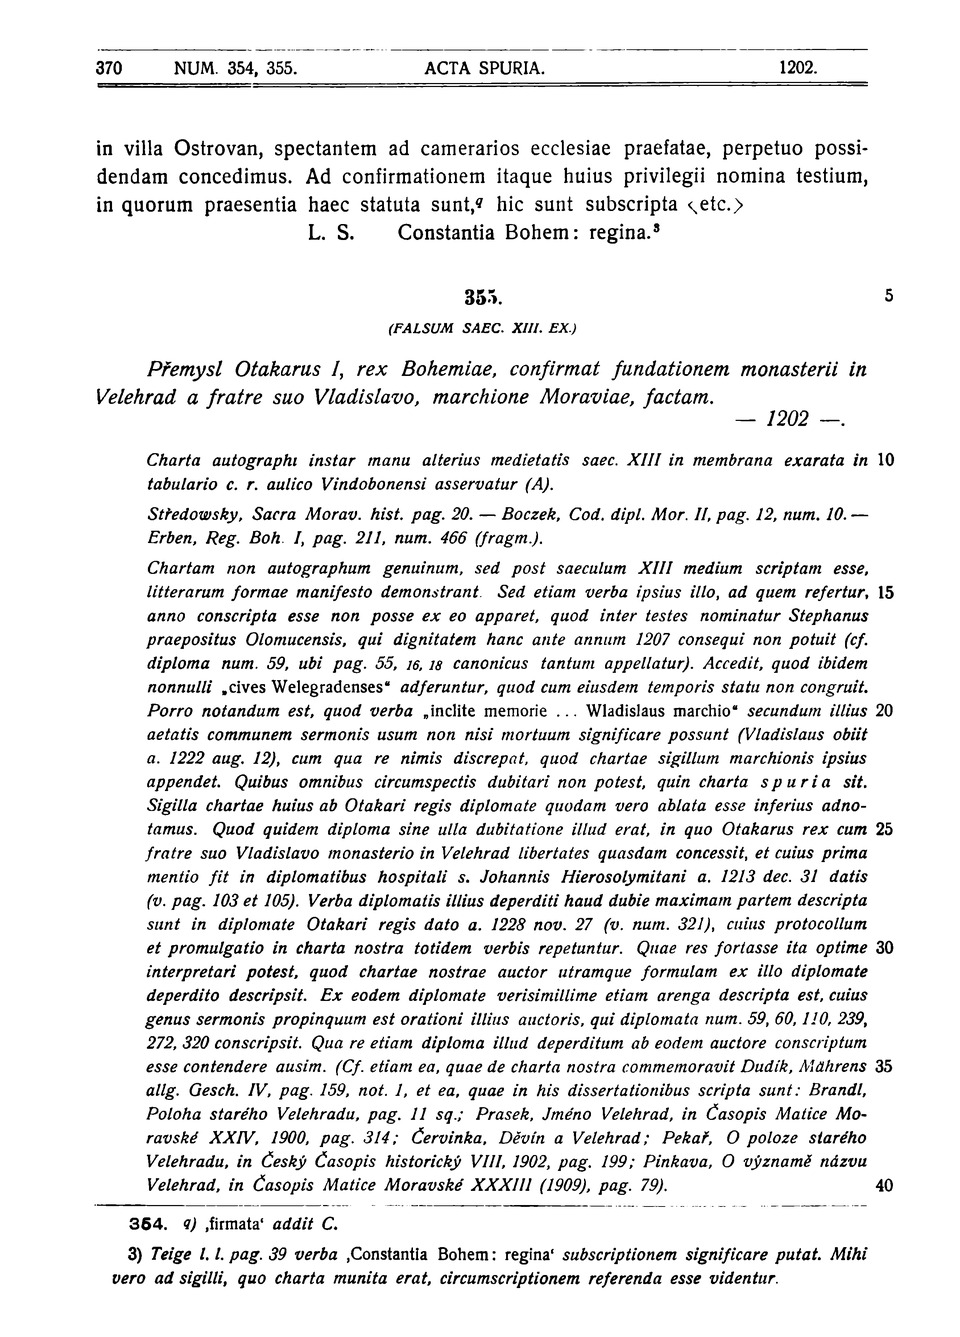 370 NUM. 354, 355. ACTA SPURIA. 1202.
in villa Ostrovan, spectantem ad camerarios ecclesiae praefatae, perpetuo possi-
dendam concedimus. Ad confirmationem itaque huius privilegii nomina testium,
in quorum praesentia haec statuta sunt,q hic sunt subscripta <etc.>
L. S. Constantia Bohem: regina.3
355. 5
(FALSUM SAEC. XIII. EX.)
Přemysl Otakarus I, rex Bohemiae, confirmat fundationem monasterii in
Velehrad a fratre suo Vladislavo, marchione Moraviae, factam.
— 1202 —.
Charta autographi instar manu alterius medietatis saec. XIII in membrana exarata in 10
tabulario c. r. aulico Vindobonensi asservatur (A).
Středowsky, Sacra Morav. hist. pag. 20. — Boczek, Cod. dipl. Mor. II, pag. 12, num. 10. —
Erben, Reg. Boh. I, pag. 211, num. 466 (fragm.).
Chartam non autographum genuinum, sed post saeculum XIII medium scriptam esse,
litterarum formae manifesto demonstrant. Sed etiam verba ipsius illo, ad quem refertur, 15
anno conscripta esse non posse ex eo apparet, quod inter testes nominatur Stephanus
praepositus Olomucensis, qui dignitatem hanc ante annum 1207 consequi non potuit (cf.
diploma num. 59, ubi pag. 55, 16, 18 canonicus tantum appellatur). Accedit, quod ibidem
nonnulli „cives Welegradenses“ adferuntur, quod cum eiusdem temporis statu non congruit.
Porro notandum est, quod verba „inclite memorie ... Wladislaus marchio“ secundum illius 20
aetatis communem sermonis usum non nisi mortuum significare possunt (Vladislaus obiit
a. 1222 aug. 12), cum qua re nimis discrepat, quod chartae sigillum marchionis ipsius
appendet. Quibus omnibus circumspectis dubitari non potest, quin charta spuria sit.
Sigilla chartae huius ab Otakari regis diplomate quodam vero ablata esse inferius adno-
tamus. Quod quidem diploma sine ulla dubitatione illud erat, in quo Otakarus rex cum 25
fratre suo Vladislavo monasterio in Velehrad libertates quasdam concessit, et cuius prima
mentio fit in diplomatibus hospitali s. Johannis Hierosolymitani a. 1213 dec. 31 datis
(v. pag. 103 et 105). Verba diplomatis illius deperditi haud dubie maximam partem descripta
sunt in diplomate Otakari regis dato a. 1228 nov. 27 (v. num. 321), cuius protocollum
et promulgatio in charta nostra totidem verbis repetuntur. Quae res fortasse ita optime 30
interpretari potest, quod chartae nostrae auctor utramque formulam ex illo diplomate
deperdito descripsit. Ex eodem diplomate verisimillime etiam arenga descripta est, cuius
genus sermonis propinquum est orationi illius auctoris, qui diplomata num. 59, 60, 110, 239,
272, 320 conscripsit. Qua re etiam diploma illud deperditum ab eodem auctore conscriptum
esse contendere ausim. (Cf. etiam ea, quae de charta nostra commemoravit Dudík, Mährens 35
allg. Gesch. IV, pag. 159, not. 1, et ea, quae in his dissertationibus scripta sunt: Brandl,
Poloha starého Velehradu, pag. 11 sq.; Prasek, Jméno Velehrad, in Časopis Matice Mo-
ravské XXIV, 1900, pag. 314; Červinka, Děvín a Velehrad; Pekař, O poloze starého
Velehradu, in Český Časopis historický VIII, 1902, pag. 199; Pinkava, O významě názvu
Velehrad, in Časopis Matice Moravské XXXIII (1909), pag. 79). 40
354. q) ‚firmata‘ addit C.
3) Teige l. l. pag. 39 verba ‚Constantia Bohem: regina‘ subscriptionem significare putat. Mihi
vero ad sigilli, quo charta munita erat, circumscriptionem referenda esse videntur.